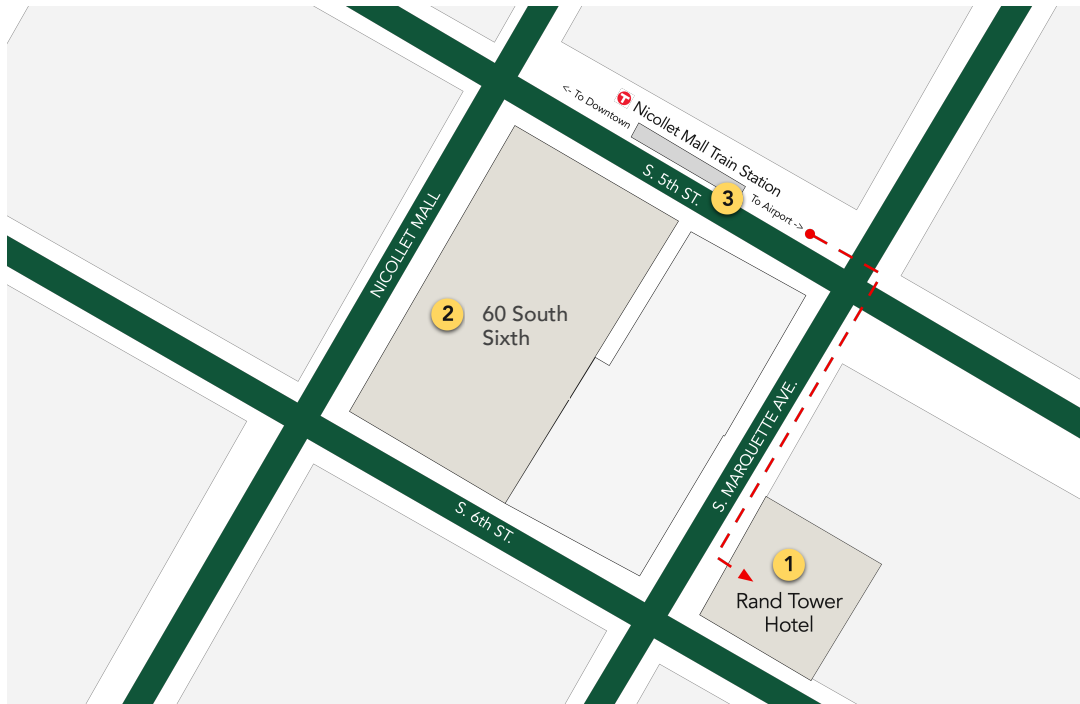 <- To Downtown
T
Nicollet Mall Train Station
S. 5th ST.
3
To Airport ->
NICOLLET MALL
2
60 South
Sixth
S. MARQUETTE AVE.
S. 6th ST.
1
Rand Tower
Hotel